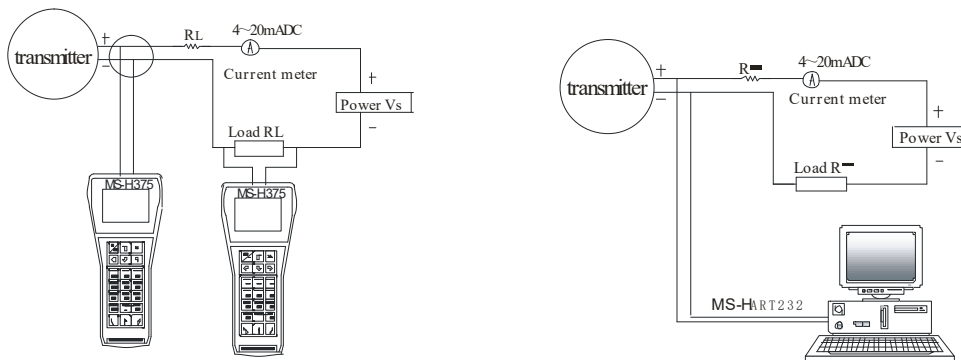 4~20mADC
+
RL
transmitter
A
−
Current meter
+
Power Vs
−
Load RL
MS-H375
MS-H375
4~20mADC
+
R
transmitter
A
−
Current meter
+
Power Vs
−
Load R
MS-HART232